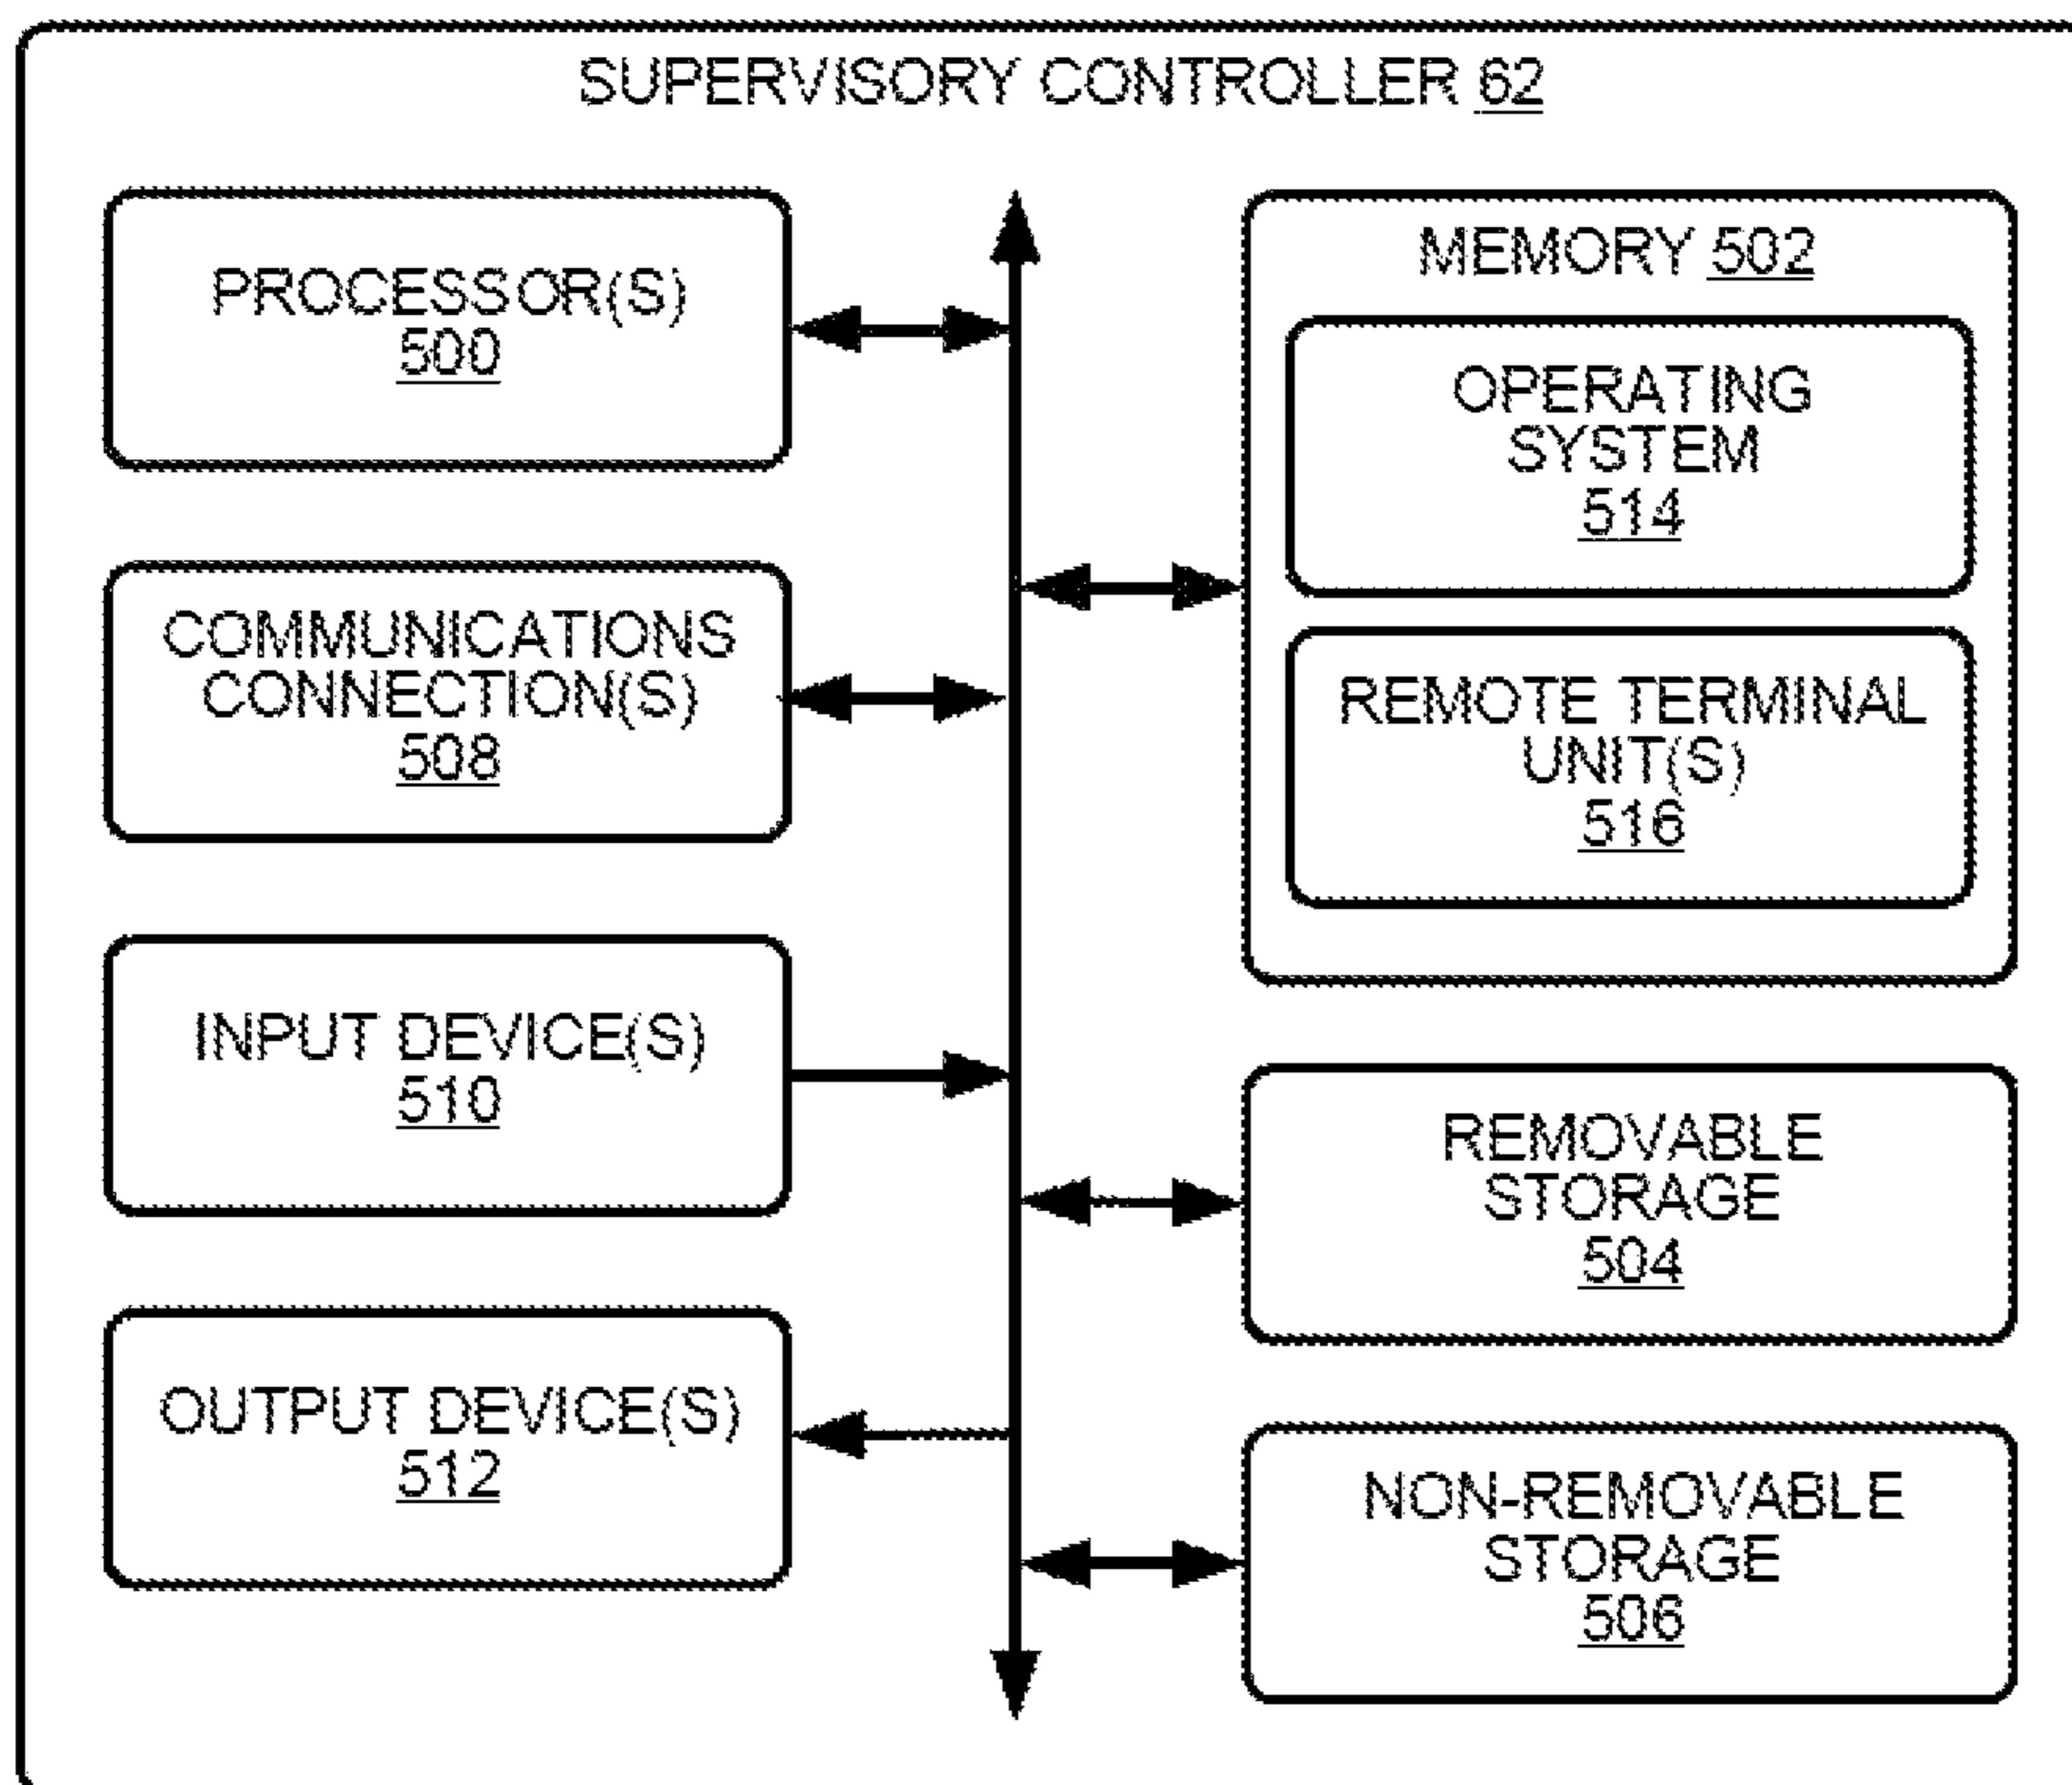 SUPERVISORY CONTROLLER 62
PROCESSOR(S)
500
COMMUNICATIONS
CONNECTION(S)
508
INPUT DEVICE(S)
510
OUTPUT DEVICE(S)
512
MEMORY 502
OPERATING
SYSTEM
514
REMOTE TERMINAL
UNIT(S)
516
REMOVABLE
STORAGE
504
NON-REMOVABLE
STORAGE
506